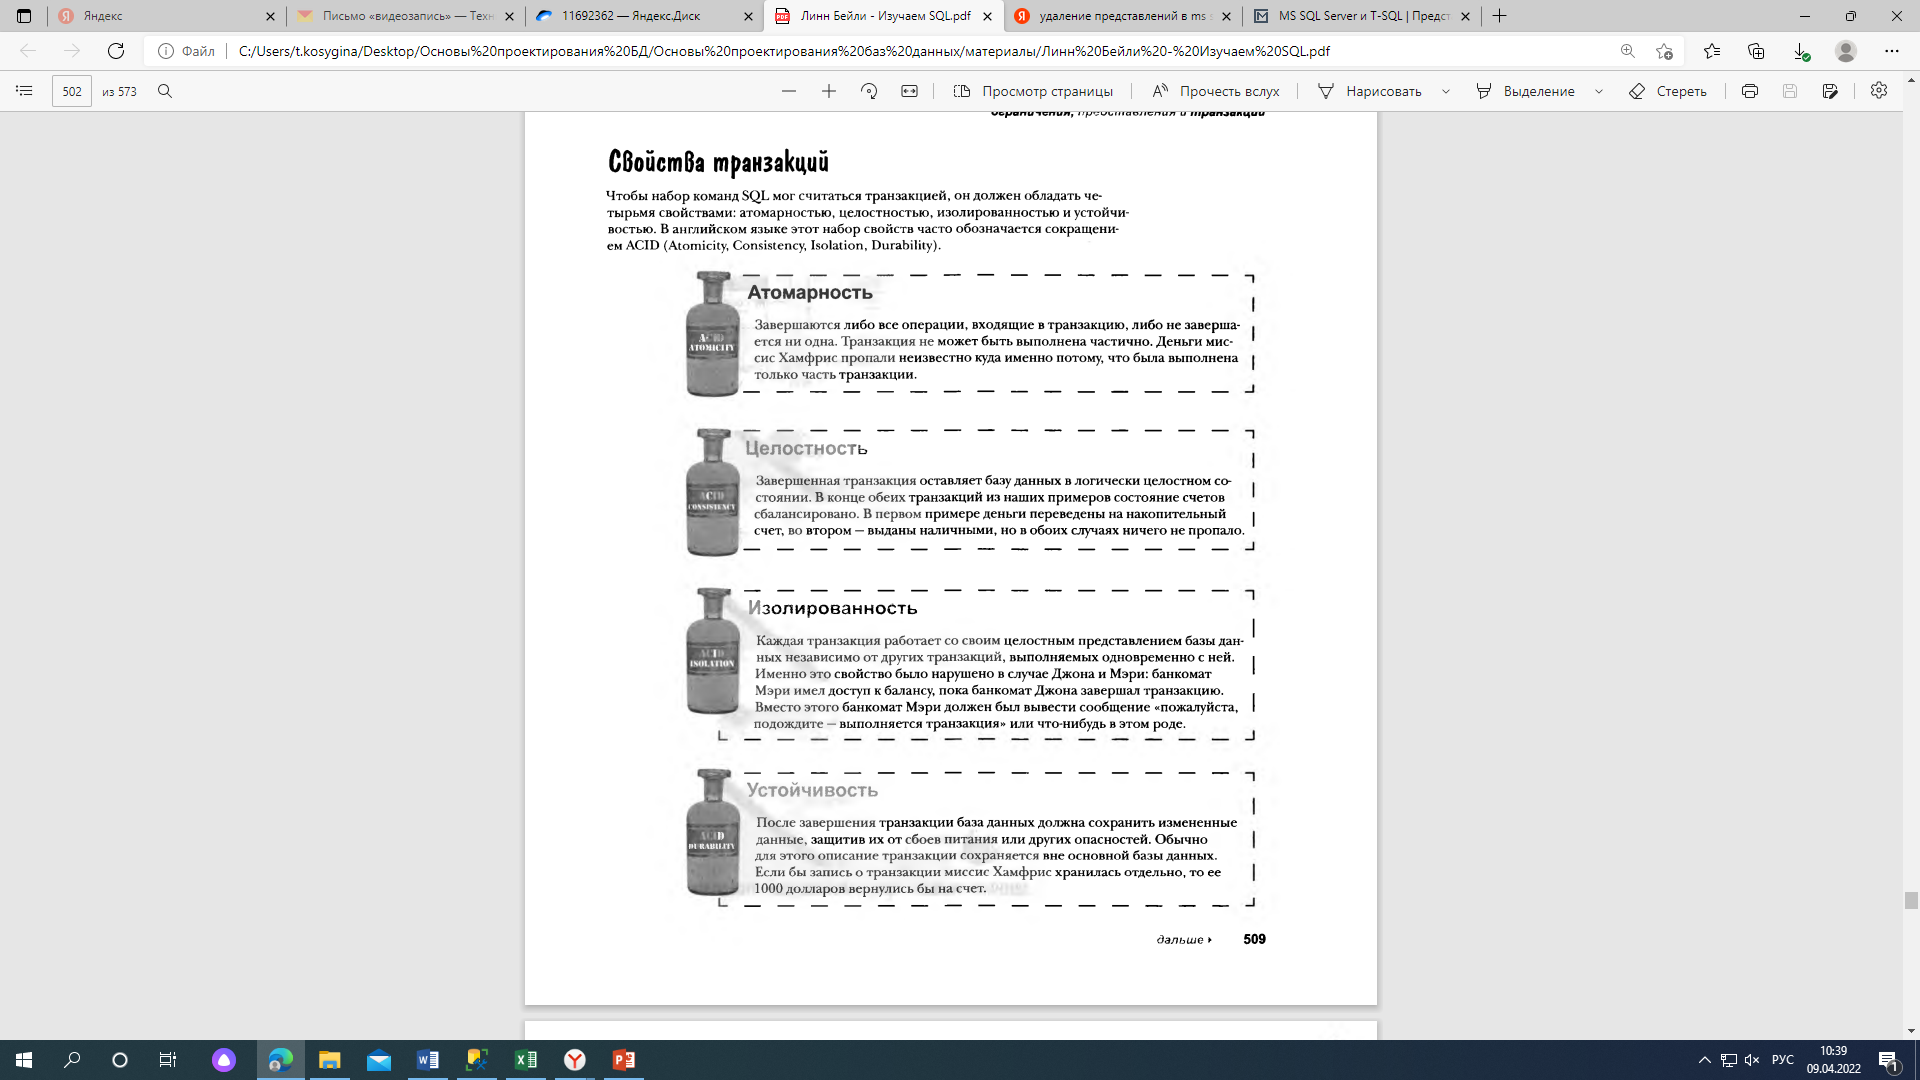 Яндекс
Письмо «видеозапись» — Техн
11692362 — Яндекс.Диск
Линн Бейли - Изучаем SQL.pdf
удаление представлений в ms s
MS SQL Server и T-SQL | Предст
Файл
C:/Users/t.kosygina/Desktop/Основы%20проектирования%20БД/Основы%20проектирования%20баз%20данных/материалы/Линн%20Бейли%20-%20Изучаем%20SQL.pdf
502 из 573
Просмотр страницы
Прочесть вслух
Нарисовать
Выделение
Стереть
ограничения, представления и транзакции
Свойства транзакций
Чтобы набор команд SQL мог считаться транзакцией, он должен обладать че-
тырьмя свойствами: атомарностью, целостностью, изолированностью и устойчи-
востью. В английском языке этот набор свойств часто обозначается сокращени-
ем ACID (Atomicity, Consistency, Isolation, Durability).
ACID
ATOMICITY
Атомарность
Завершаются либо все операции, входящие в транзакцию, либо не заверша-
ется ни одна. Транзакция не может быть выполнена частично. Деньги мис-
сис Хамфрис пропали неизвестно куда именно потому, что была выполнена
только часть транзакции.
ACID
CONSISTENCY
Целостность
Завершенная транзакция оставляет базу данных в логически целостном со-
стоянии. В конце обеих транзакций из наших примеров состояние счетов
сбалансировано. В первом примере деньги переведены на накопительный
счет, во втором — выданы наличными, но в обоих случаях ничего не пропало.
ACID
ISOLATION
Изолированность
Каждая транзакция работает со своим целостным представлением базы дан-
ных независимо от других транзакций, выполняемых одновременно с ней.
Именно это свойство было нарушено в случае Джона и Мэри: банкомат
Мэри имел доступ к балансу, пока банкомат Джона завершал транзакцию.
Вместо этого банкомат Мэри должен был вывести сообщение «пожалуйста,
подождите — выполняется транзакция» или что-нибудь в этом роде.
ACID
DURABILITY
Устойчивость
После завершения транзакции база данных должна сохранить измененные
данные, защитив их от сбоев питания или других опасностей. Обычно
для этого описание транзакции сохраняется вне основной базы данных.
Если бы запись о транзакции миссис Хамфрис хранилась отдельно, то ее
1000 долларов вернулись бы на счет.
дальше 509
РУС
10:39
09.04.2022
1